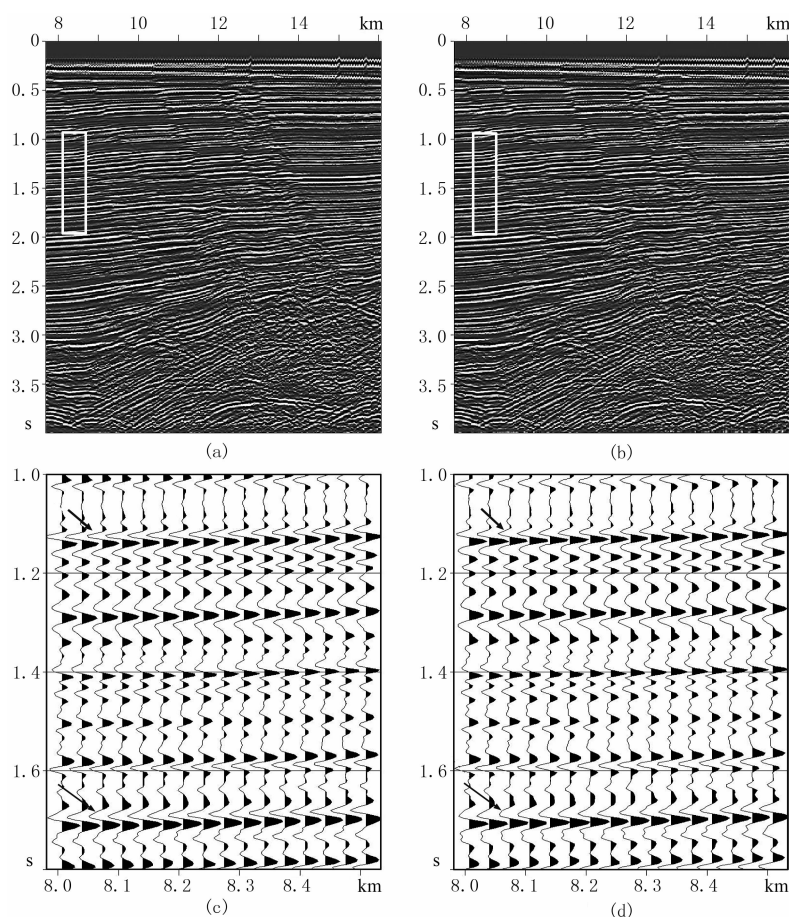 8 10 12 14 km 8 10 12 14 km
0 0
0. 5 0. 5
1. 0 1. 0
1. 5 1. 5
2. 0 2. 0
2. 5 2. 5
3. 0 3. 0
3. 5 3. 5
s s
(a) (b)
1. 0 1. 0
1. 2 1. 2
1. 4 1. 4
1. 6 1. 6
s s
8. 0 8. 1 8. 2 8. 3 8. 4 km 8. 0 8. 1 8. 2 8. 3 8. 4 km
(c) (d)